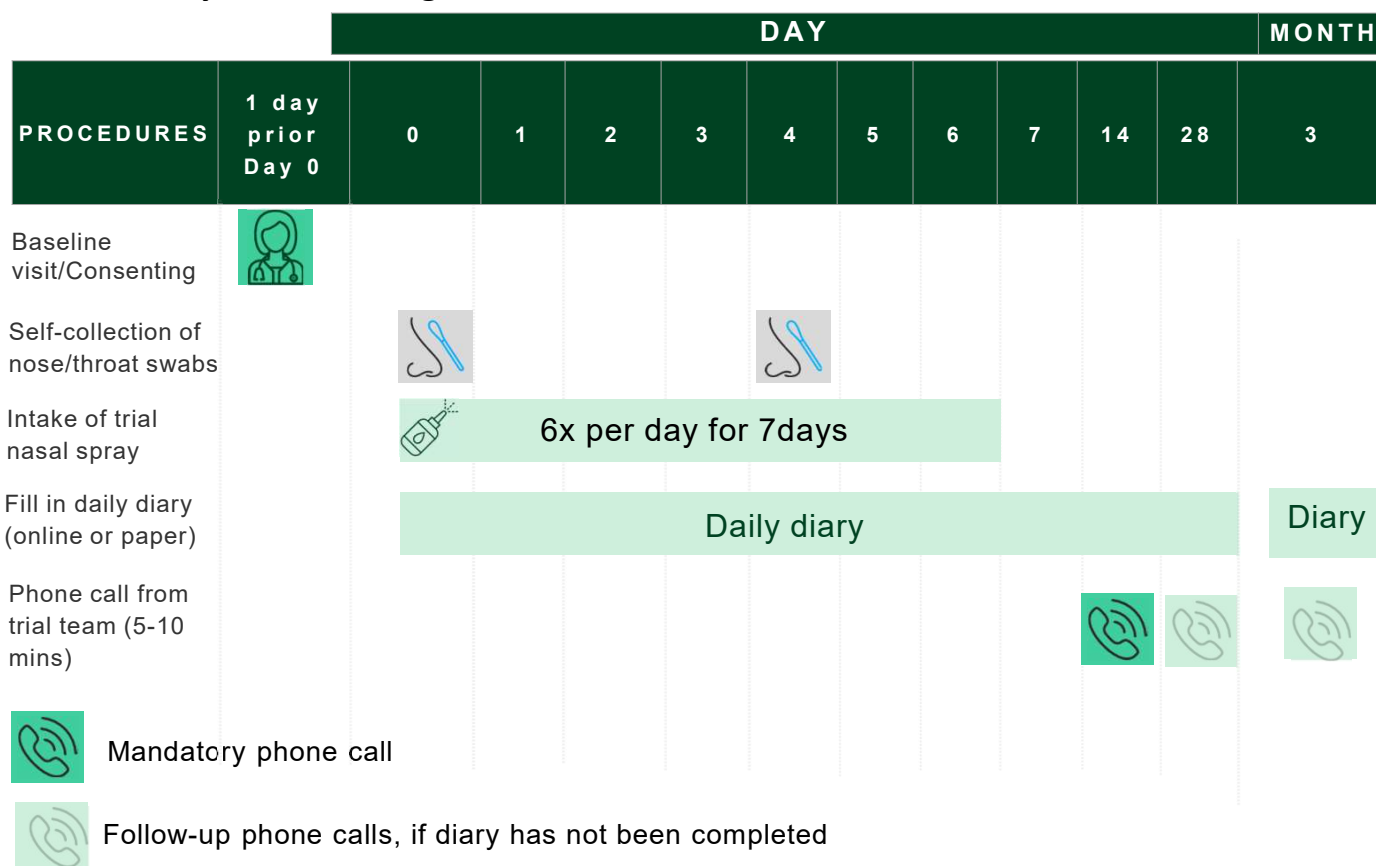 DAY MONTH
PROCEDURES 1 day prior Day 0 0 1 2 3 4 5 6 7 14 28 3
Baseline
visit/Consenting
Self-collection of
nose/throat swabs
Intake of trial
nasal spray
6x per day for 7days
Fill in daily diary
(online or paper)
Daily diary
Diary
Phone call from
trial team (5-10
mins)
Mandatory phone call
Follow-up phone calls, if diary has not been completed